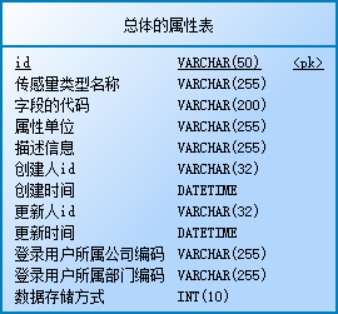 总体的属性表
id VARCHAR(50) <pk>
传感量类型名称 VARCHAR(255)
字段的代码 VARCHAR(200)
属性单位 VARCHAR(255)
描述信息 VARCHAR(255)
创建人id VARCHAR(32)
创建时间 DATETIME
更新人id VARCHAR(32)
更新时间 DATETIME
登录用户所属公司编码 VARCHAR(255)
登录用户所属部门编码 VARCHAR(255)
数据存储方式 INT(10)